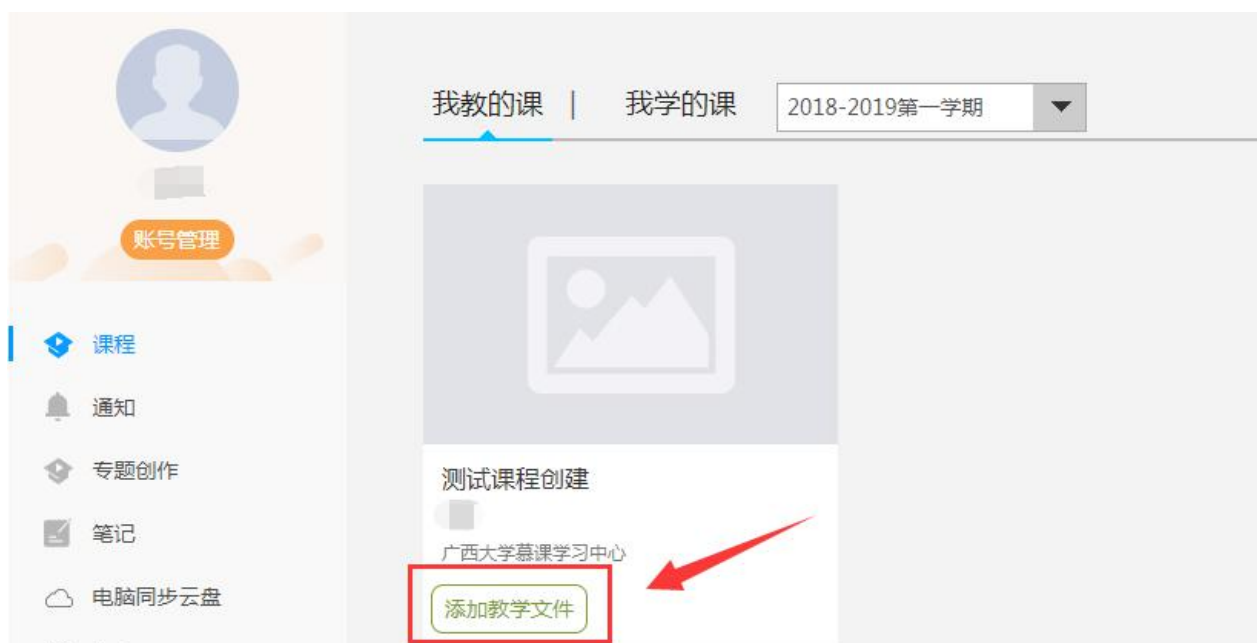 账号管理
课程
通知
专题创作
笔记
电脑同步云盘
我教的课 | 我学的课 2018-2019第一学期
测试课程创建
广西大学慕课学习中心
添加教学文件